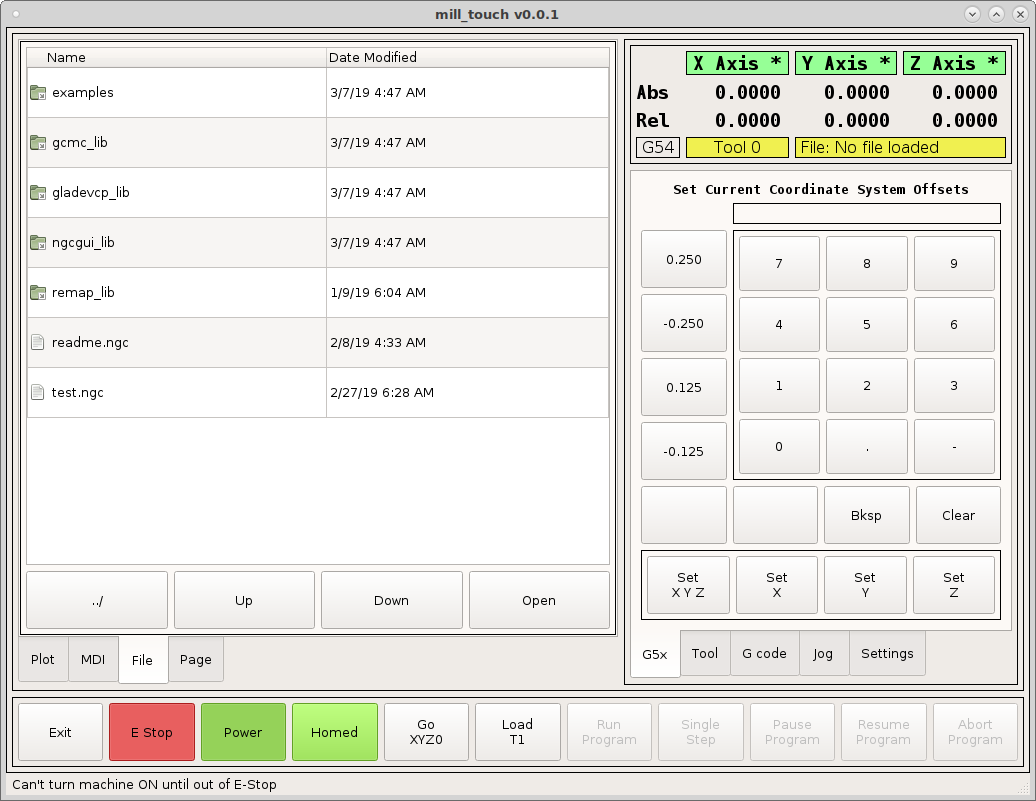 mill_touch v0.0.1
Name Date Modified
examples 3/7/19 4:47 AM
gcmc_lib 3/7/19 4:47 AM
gladevcp_lib 3/7/19 4:47 AM
ngcgui_lib 3/7/19 4:47 AM
remap_lib 1/9/19 6:04 AM
readme.ngc 2/8/19 4:33 AM
test.ngc 2/27/19 6:28 AM
../ Up Down Open
Plot MDI File Page
X Axis * Y Axis * Z Axis *
Abs 0.0000 0.0000 0.0000
Rel 0.0000 0.0000 0.0000
G54 Tool 0 File: No file loaded
Set Current Coordinate System Offsets
0.250 7 8 9
-0.250 4 5 6
0.125 1 2 3
-0.125 0 . -
Bksp Clear
Set Set Set Set
X Y Z X Y Z
G5x Tool G code Jog Settings
Exit E Stop Power Homed Go Load Run Single Pause Resume Abort
XYZ0 T1 Program Step Program Program Program
Can't turn machine ON until out of E-Stop